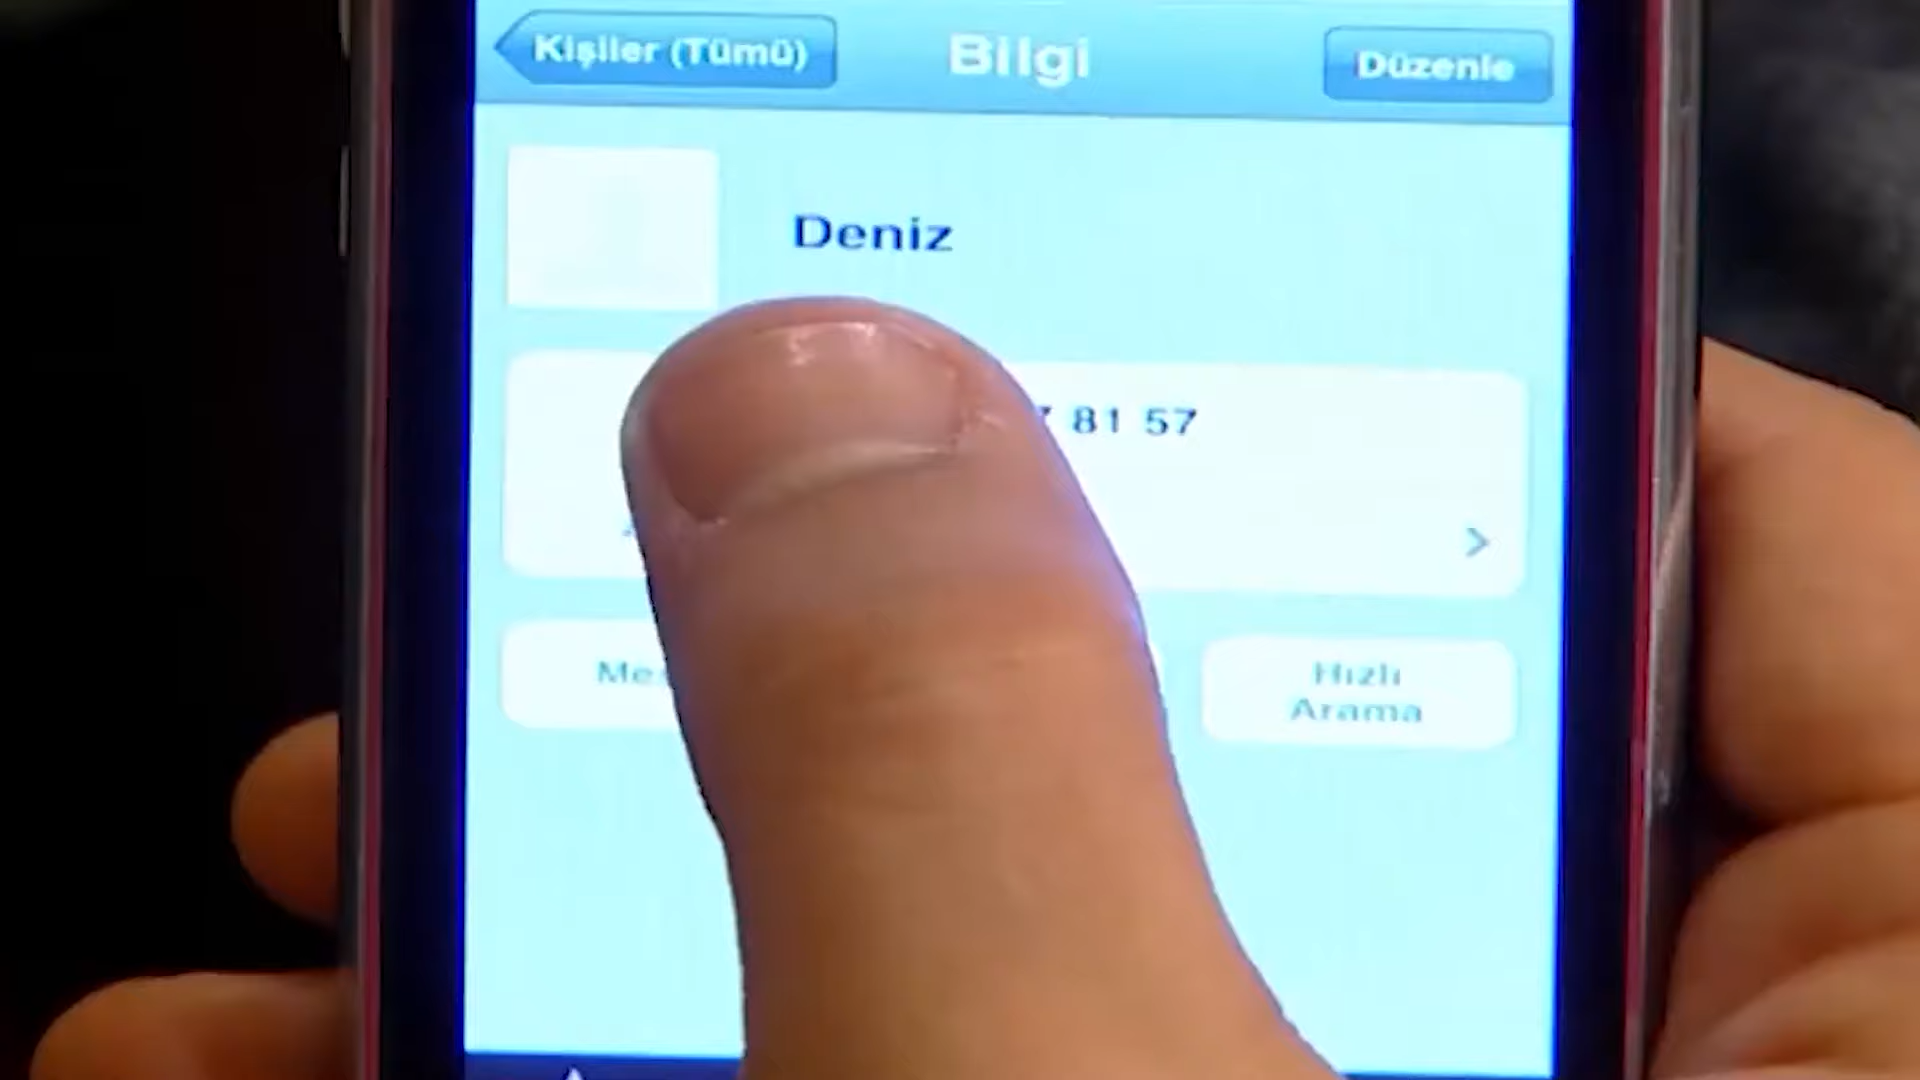 Kişiler (Tümü)
Bilgi
Düzenle
Deniz
81 57
Hızlı
Arama